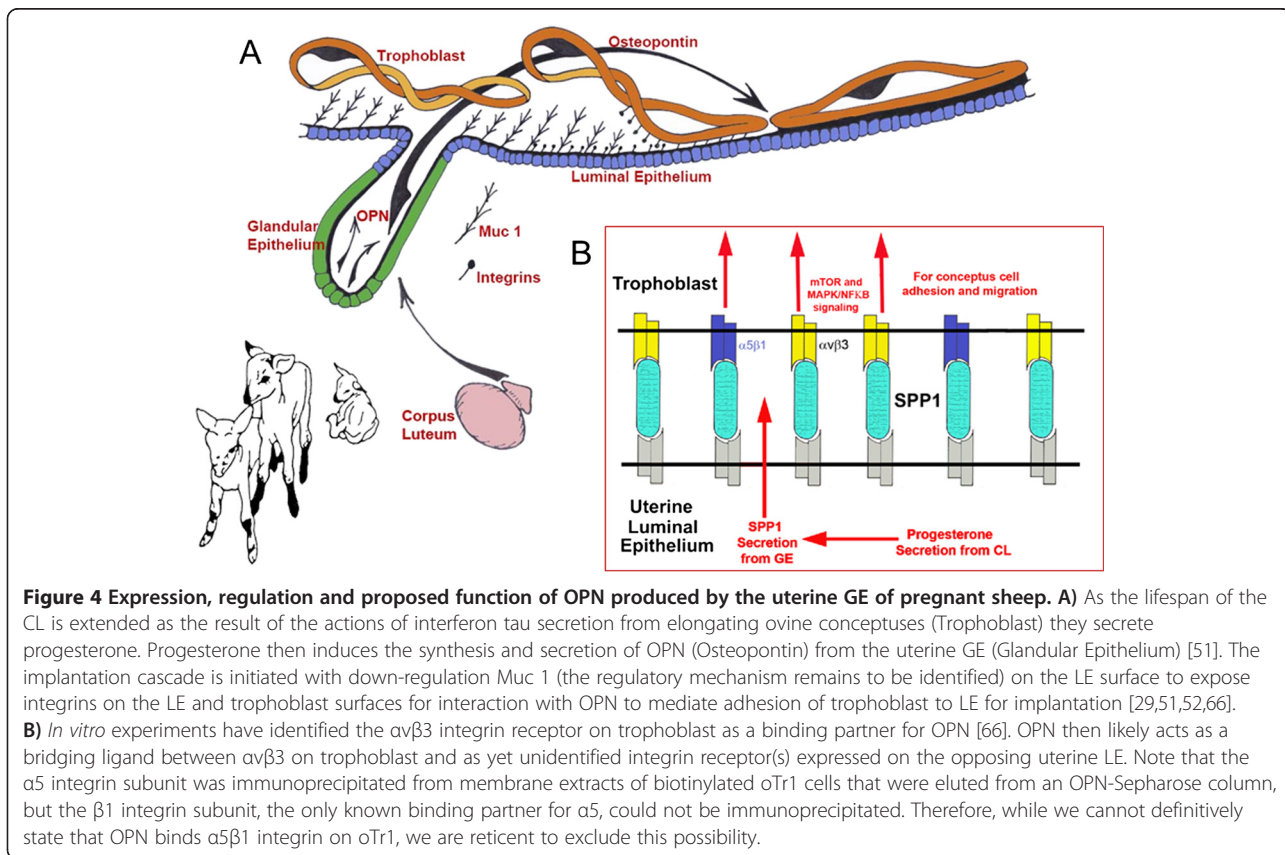 A
Trophoblast
Osteopontin
Luminal Epithelium
Glandular
Epithelium
OPN
Muc 1
Integrins
Corpus
Luteum
B
Trophoblast
mTOR and
MAPK/NFKB
signaling
For conceptus cell
adhesion and migration
α5β1
αvβ3
SPP1
Uterine
Luminal
Epithelium
SPP1
Secretion
from GE
Progesterone
Secretion from CL
Figure 4 Expression, regulation and proposed function of OPN produced by the uterine GE of pregnant sheep. A) As the lifespan of the
CL is extended as the result of the actions of interferon tau secretion from elongating ovine conceptuses (Trophoblast) they secrete
progesterone. Progesterone then induces the synthesis and secretion of OPN (Osteopontin) from the uterine GE (Glandular Epithelium) [51]. The
implantation cascade is initiated with down-regulation Muc 1 (the regulatory mechanism remains to be identified) on the LE surface to expose
integrins on the LE and trophoblast surfaces for interaction with OPN to mediate adhesion of trophoblast to LE for implantation [29,51,52,66].
B) In vitro experiments have identified the αvβ3 integrin receptor on trophoblast as a binding partner for OPN [66]. OPN then likely acts as a
bridging ligand between αvβ3 on trophoblast and as yet unidentified integrin receptor(s) expressed on the opposing uterine LE. Note that the
α5 integrin subunit was immunoprecipitated from membrane extracts of biotinylated oTr1 cells that were eluted from an OPN-Sepharose column,
but the β1 integrin subunit, the only known binding partner for α5, could not be immunoprecipitated. Therefore, while we cannot definitively
state that OPN binds α5β1 integrin on oTr1, we are reticent to exclude this possibility.